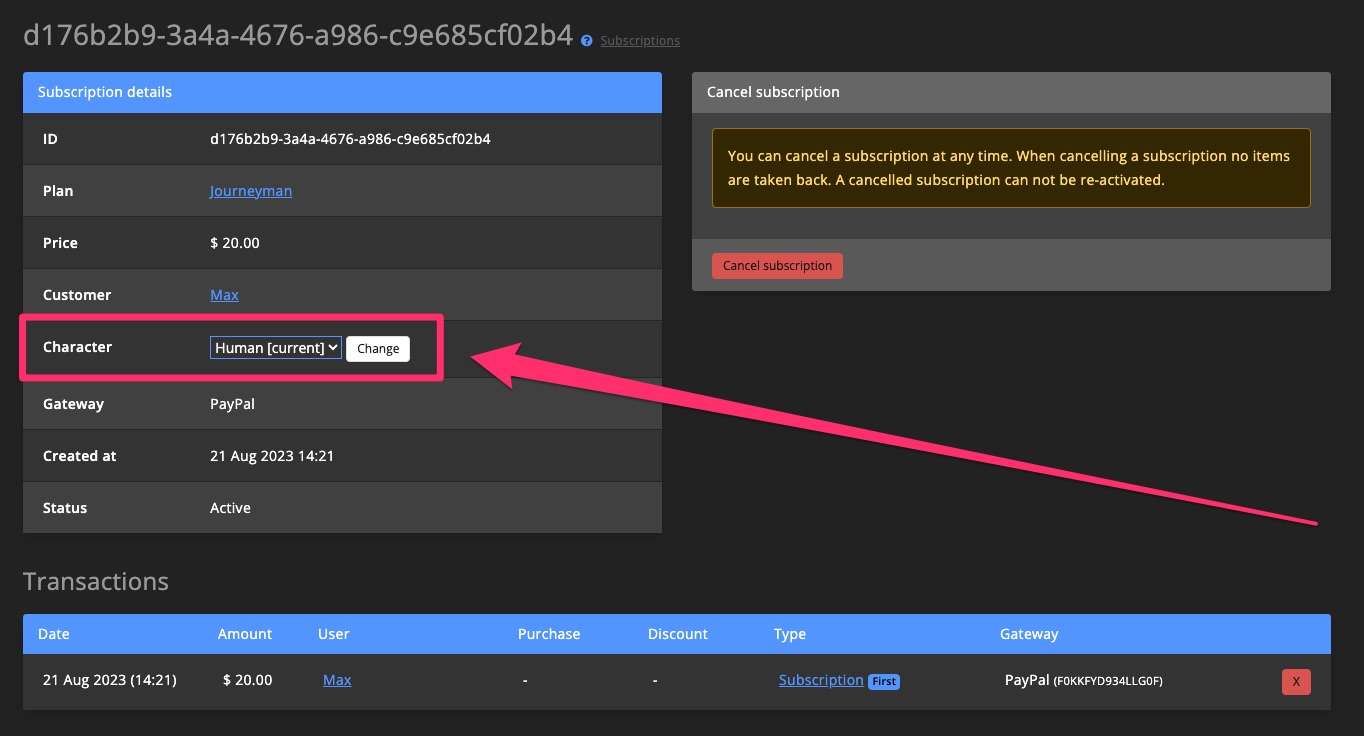 d176b2b9-3a4a-4676-a986-c9e685cf02b4 ? Subscriptions
Subscription details
ID d176b2b9-3a4a-4676-a986-c9e685cf02b4
Plan Journeyman
Price $ 20.00
Customer Max
Character Human [current] Change
Gateway PayPal
Created at 21 Aug 2023 14:21
Status Active
Cancel subscription
You can cancel a subscription at any time. When cancelling a subscription no items
are taken back. A cancelled subscription can not be re-activated.
Cancel subscription
Transactions
Date Amount User Purchase Discount Type Gateway
21 Aug 2023 (14:21) $ 20.00 Max - - Subscription First PayPal (F0KKFYD934LLG0F) X